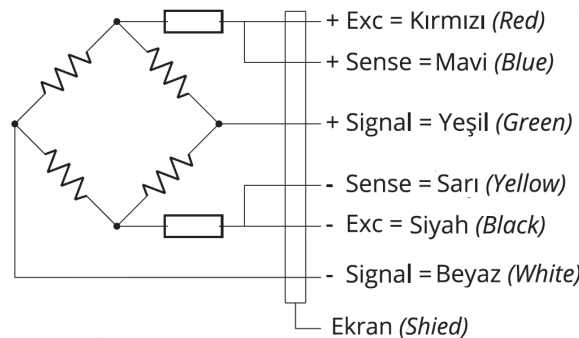 + Exc = Kırmızı (Red)
+ Sense = Mavi (Blue)
+ Signal = Yeşil (Green)
- Sense = Sarı (Yellow)
- Exc = Siyah (Black)
- Signal = Beyaz (White)
Ekran (Shied)